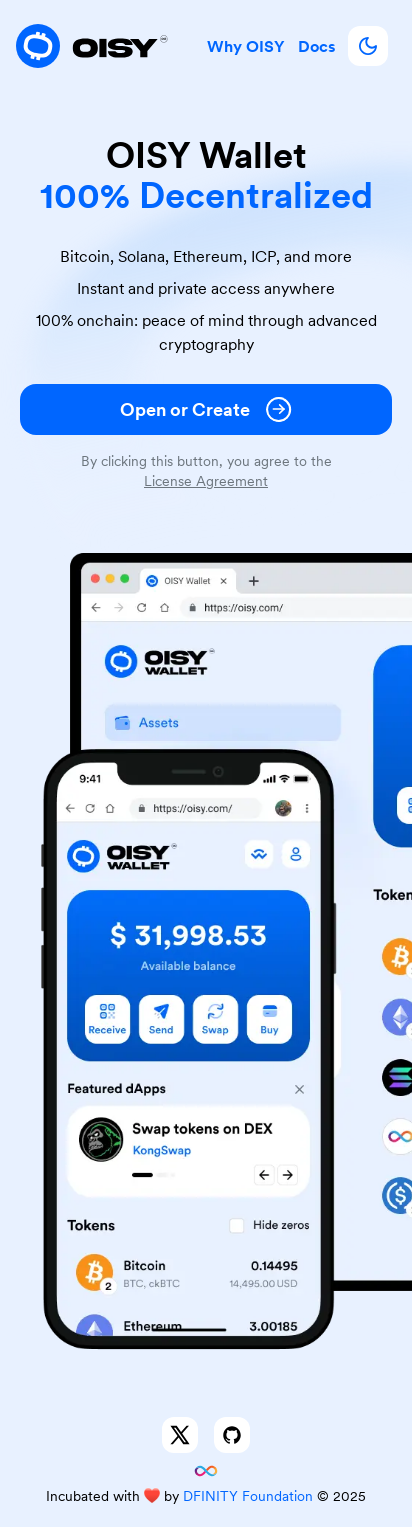 OISY
Why OISY
Docs
OISY Wallet
100% Decentralized
Bitcoin, Solana, Ethereum, ICP, and more
Instant and private access anywhere
100% onchain: peace of mind through advanced
cryptography
Open or Create
By clicking this button, you agree to the
License Agreement
OISY Wallet
https://oisy.com/
OISY
WALLET
Assets
9:41
https://oisy.com/
OISY
WALLET
$ 31,998.53
Available balance
Receive
Send
Swap
Buy
Featured dApps
Swap tokens on DEX
KongSwap
Tokens
Hide zeros
Bitcoin
0.14495
BTC, ckBTC
14,495.00 USD
2
Ethereum
3.00185
Incubated with ❤️ by DFINITY Foundation © 2025